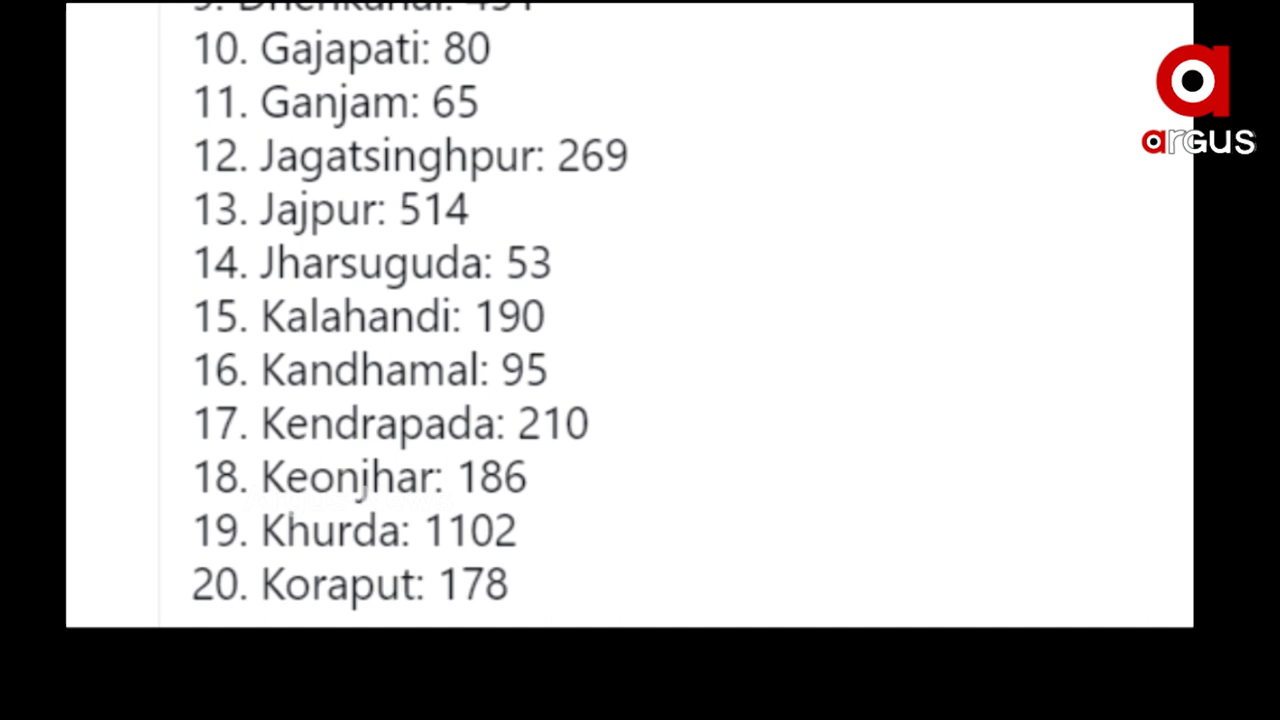 10. Gajapati: 80
11. Ganjam: 65
12. Jagatsinghpur: 269
13. Jajpur: 514
14. Jharsuguda: 53
15. Kalahandi: 190
16. Kandhamal: 95
17. Kendrapada: 210
18. Keonjhar: 186
19. Khurda: 1102
20. Koraput: 178
argus